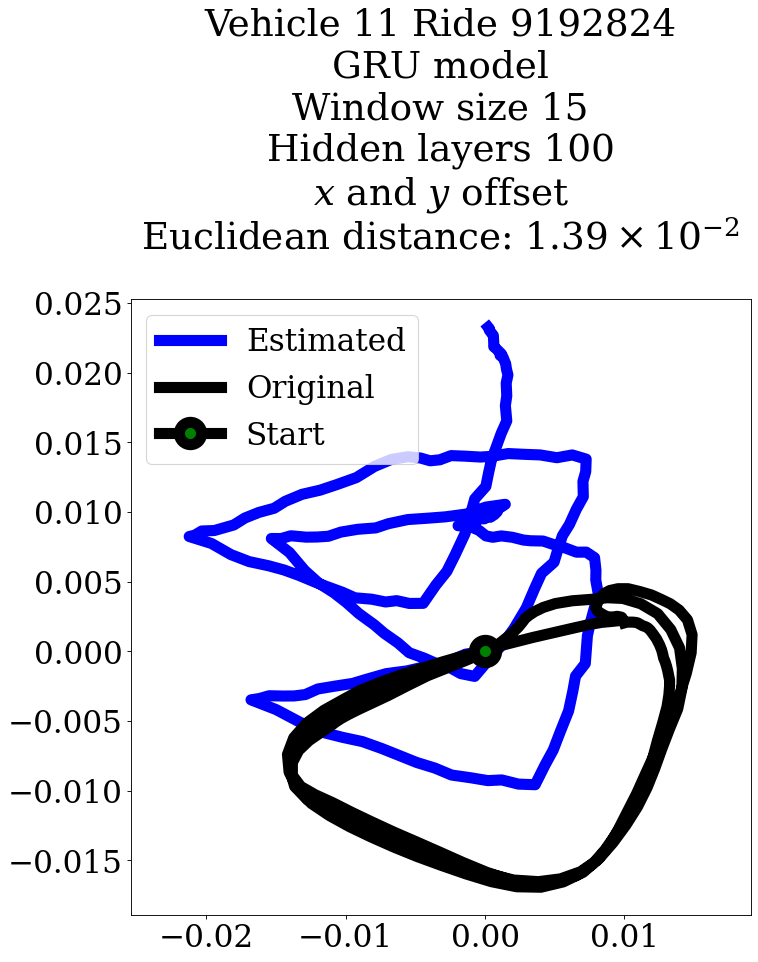 Vehicle 11 Ride 9192824
GRU model
Window size 15
Hidden layers 100
x and y offset
Euclidean distance: 1.39 × 10⁻²
0.025
0.020
0.015
0.010
0.005
0.000
−0.005
−0.010
−0.015
Estimated
Original
Start
−0.02
−0.01
0.00
0.01